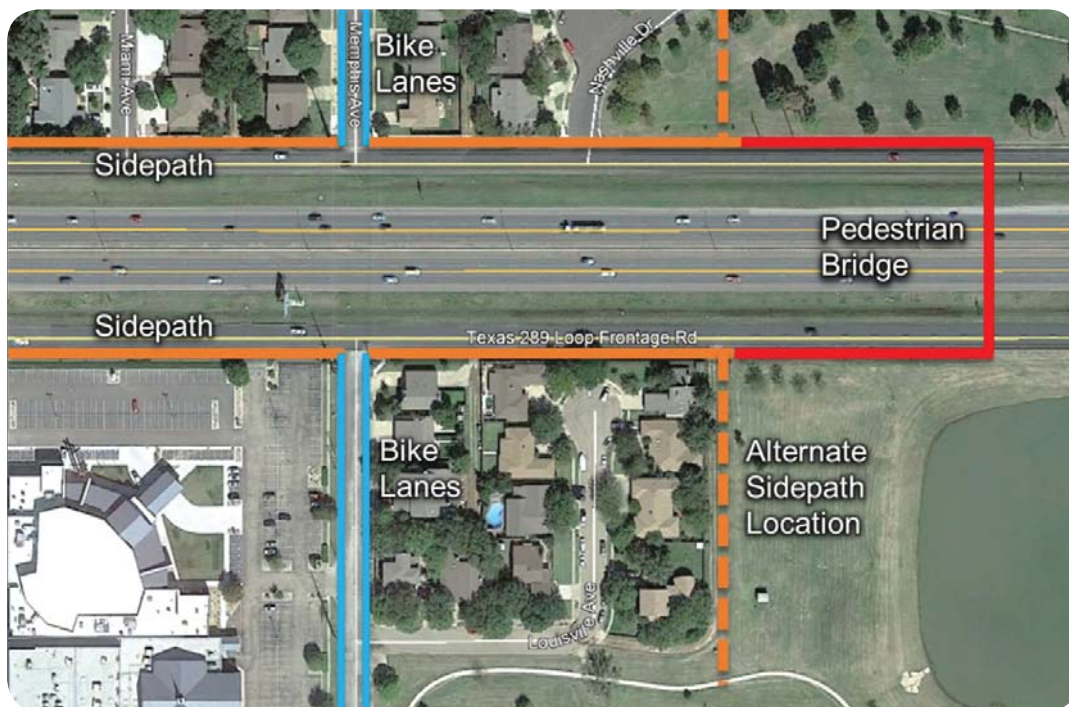 Miami Ave
Memphis Ave
Bike
Lanes
Nashville Dr
Sidepath
Pedestrian
Bridge
Sidepath
Texas 289 Loop Frontage Rd
Bike
Lanes
Alternate
Sidepath
Location
Louisville Ave